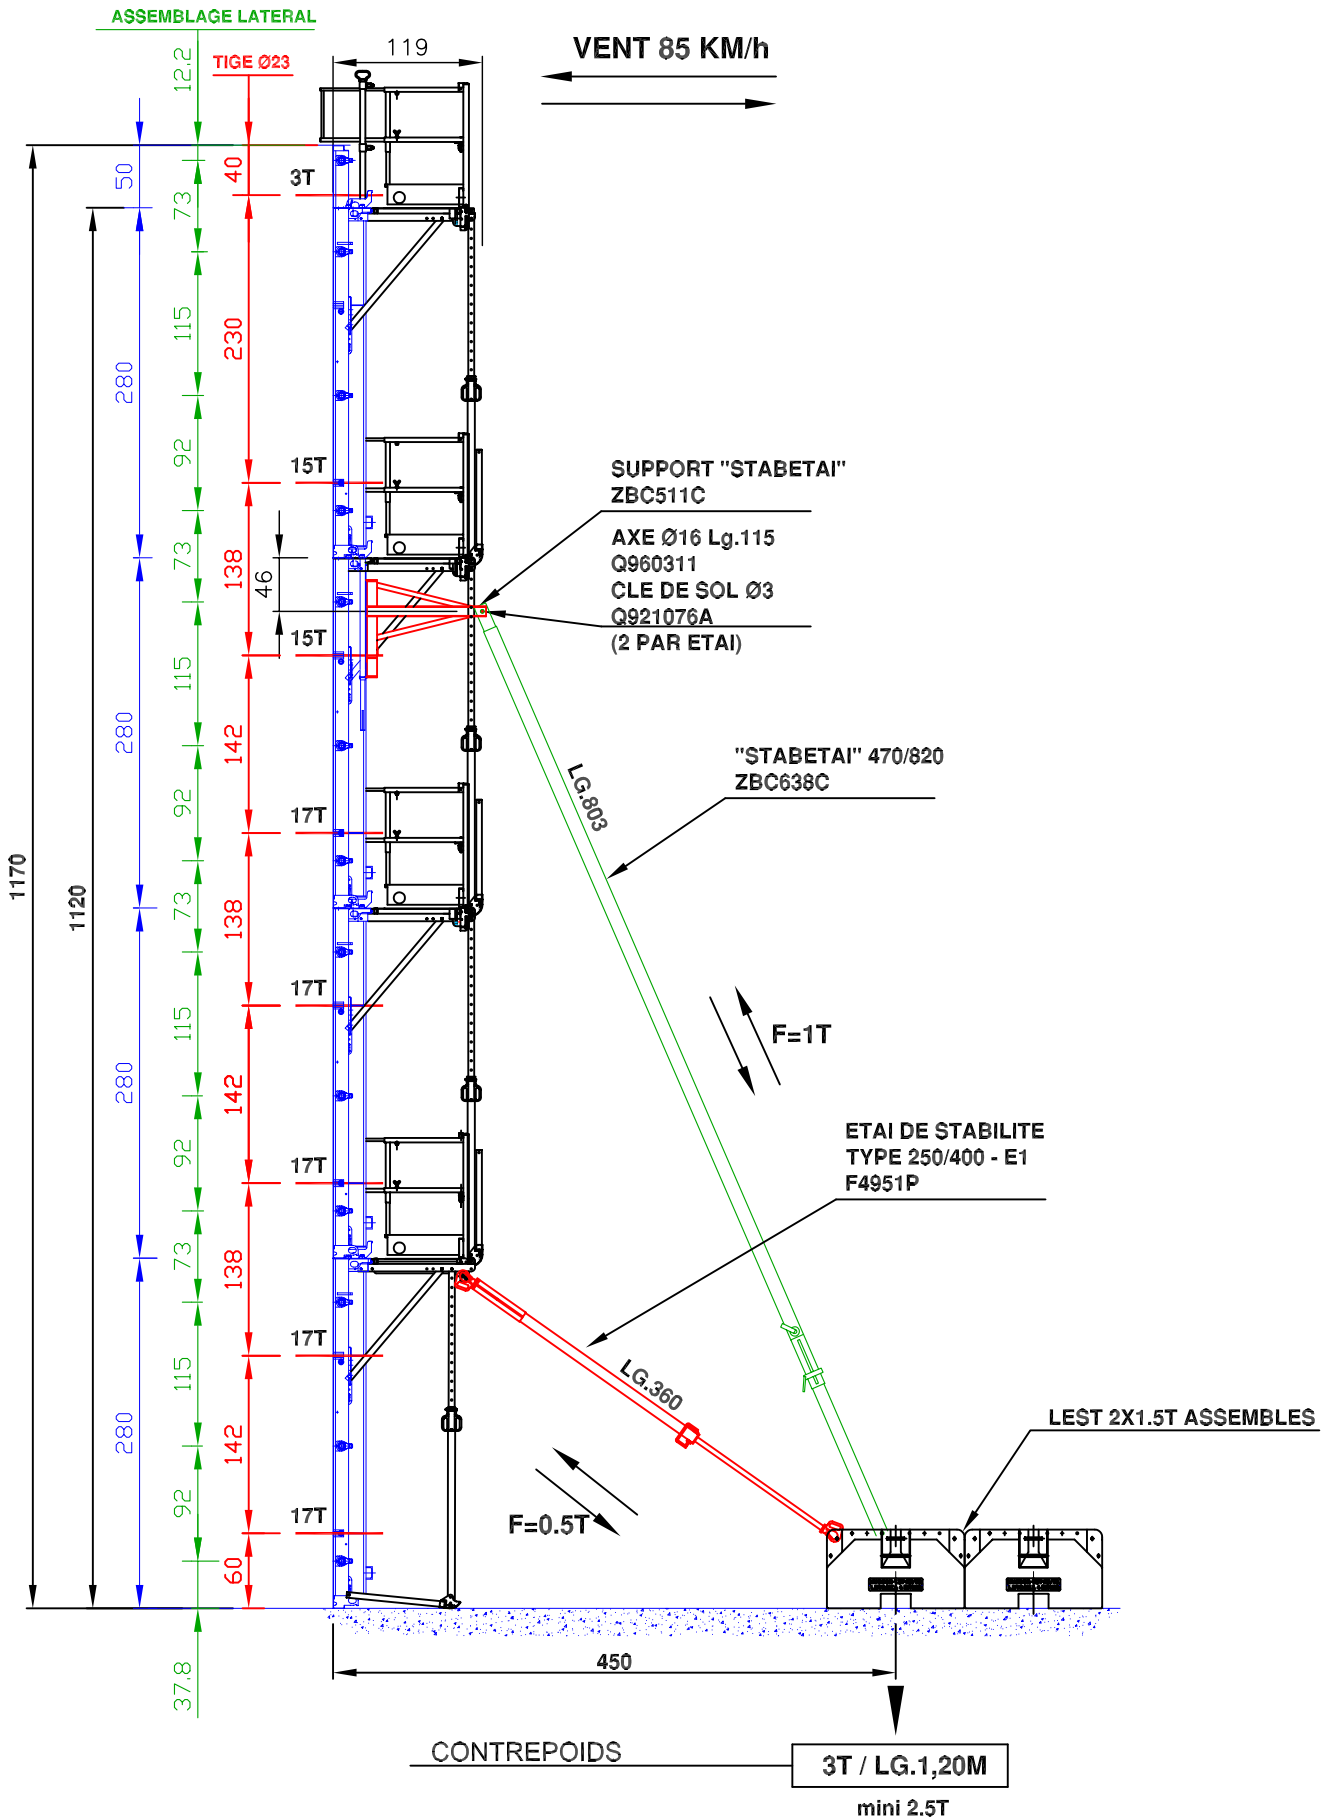 ASSEMBLAGE LATERAL
12.2
TIGE Ø23
119
VENT 85 KM/h
50
73
40
3T
280
115
230
92
15T
SUPPORT "STABETAI"
ZBC511C
AXE Ø16 Lg.115
Q960311
CLE DE SOL Ø3
Q921076A
(2 PAR ETAI)
73
138
46
15T
280
115
142
"STABETAI" 470/820
ZBC638C
LG.803
92
17T
1170
1120
73
138
17T
280
115
142
F=1T
ETAI DE STABILITE
TYPE 250/400 - E1
F4951P
92
17T
73
138
17T
280
115
142
LG.360
LEST 2X1.5T ASSEMBLES
92
17T
F=0.5T
60
37.8
450
CONTREPOIDS
3T / LG.1,20M
mini 2.5T